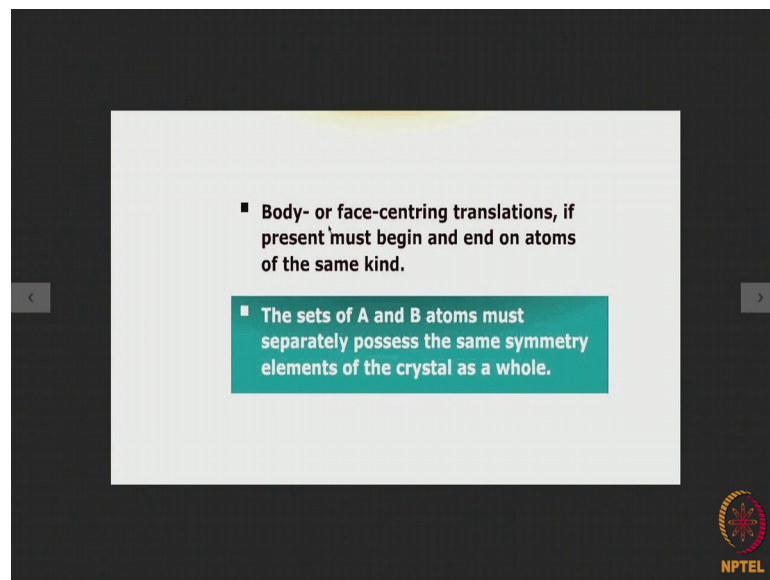 Body- or face-centring translations, if
present must begin and end on atoms
of the same kind.
The sets of A and B atoms must
separately possess the same symmetry
elements of the crystal as a whole.
NPTEL